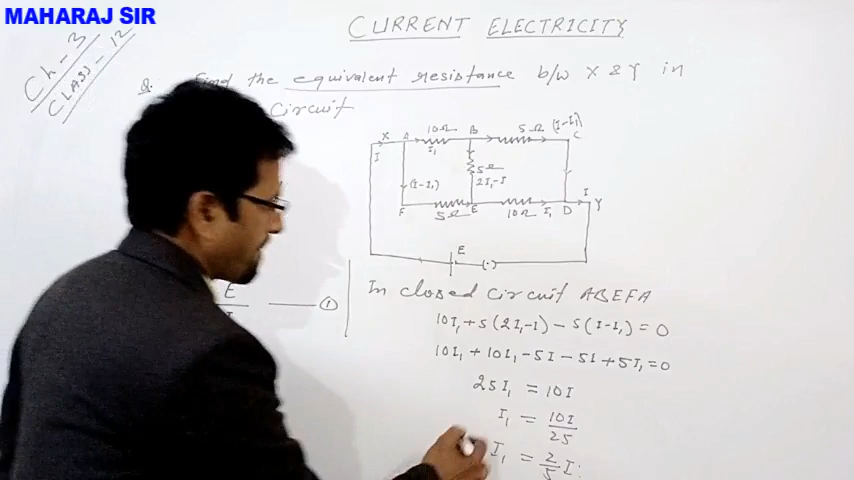 MAHARAJ SIR
CURRENT ELECTRICITY
Ch-3
CLASS-12
Q. Find the equivalent resistance b/w X & Y in
Circuit
10Ω 5Ω (I-I₁)
X A B C
I I₁
5Ω
(I-I₁) 2I₁-I
I Y
F 5Ω E 10Ω I₁ D
E
E
I
①
In closed circuit ABEFA
10I₁+5(2I₁-I)-5(I-I₁)=0
10I₁+10I₁-5I-5I+5I₁=0
25I₁ = 10I
I₁ = 10I/25
I₁ = 2/5 I